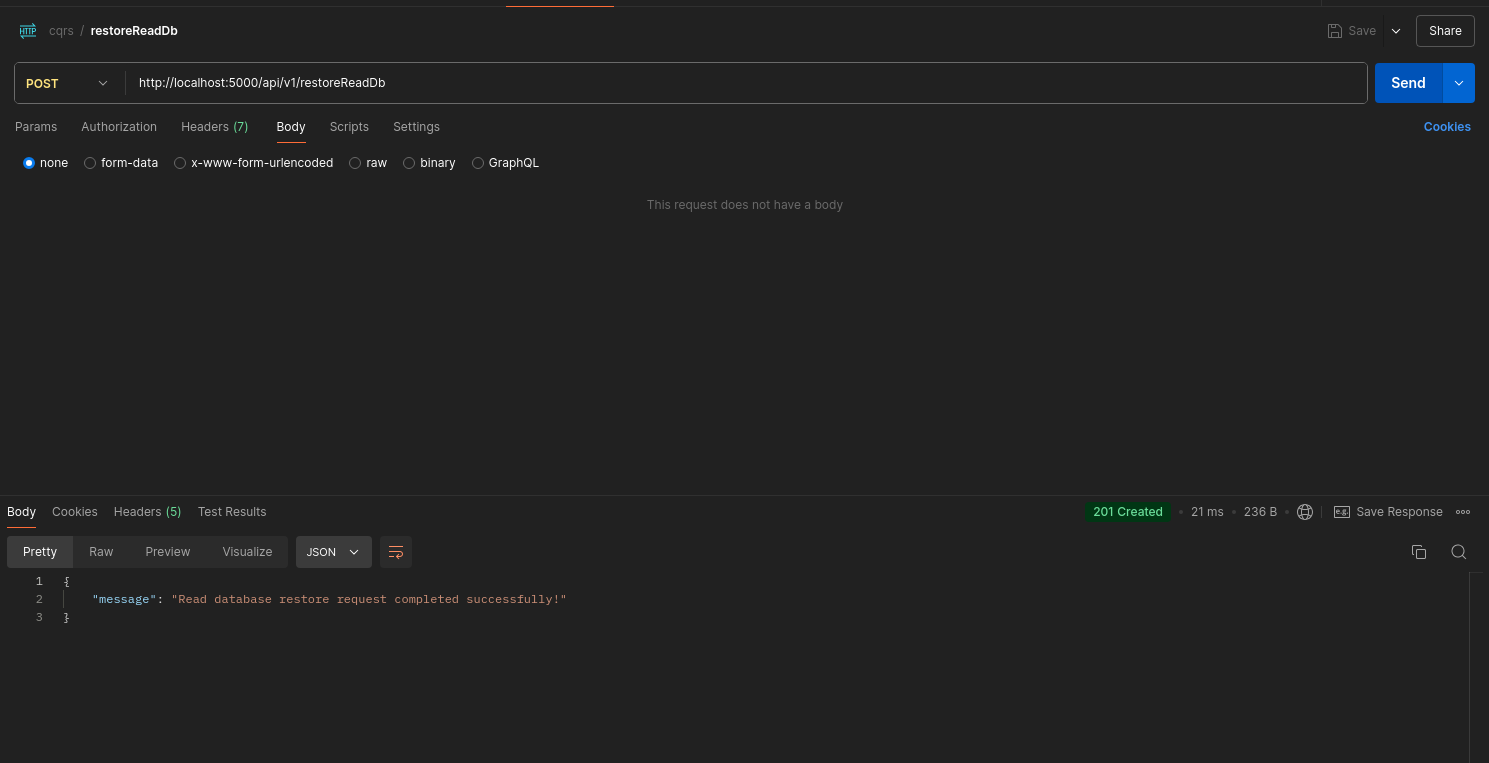 HTTP cqrs / restoreReadDb Save Share
POST http://localhost:5000/api/v1/restoreReadDb Send
Params Authorization Headers (7) Body Scripts Settings Cookies
none form-data x-www-form-urlencoded raw binary GraphQL
This request does not have a body
Body Cookies Headers (5) Test Results 201 Created • 21 ms • 236 B • e.g. Save Response
Pretty Raw Preview Visualize JSON
1 {
2 "message": "Read database restore request completed successfully!"
3 }